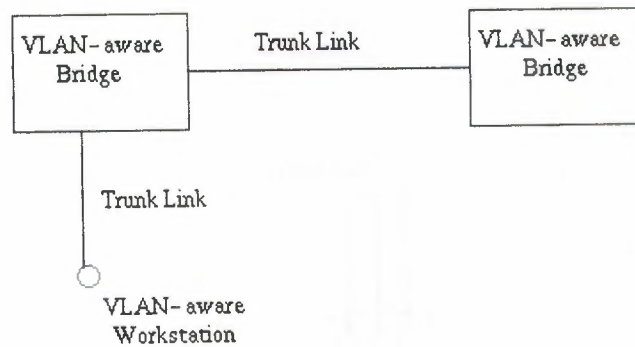 VLAN-aware
Bridge
Trunk Link
VLAN-aware
Bridge
Trunk Link
VLAN-aware
Workstation